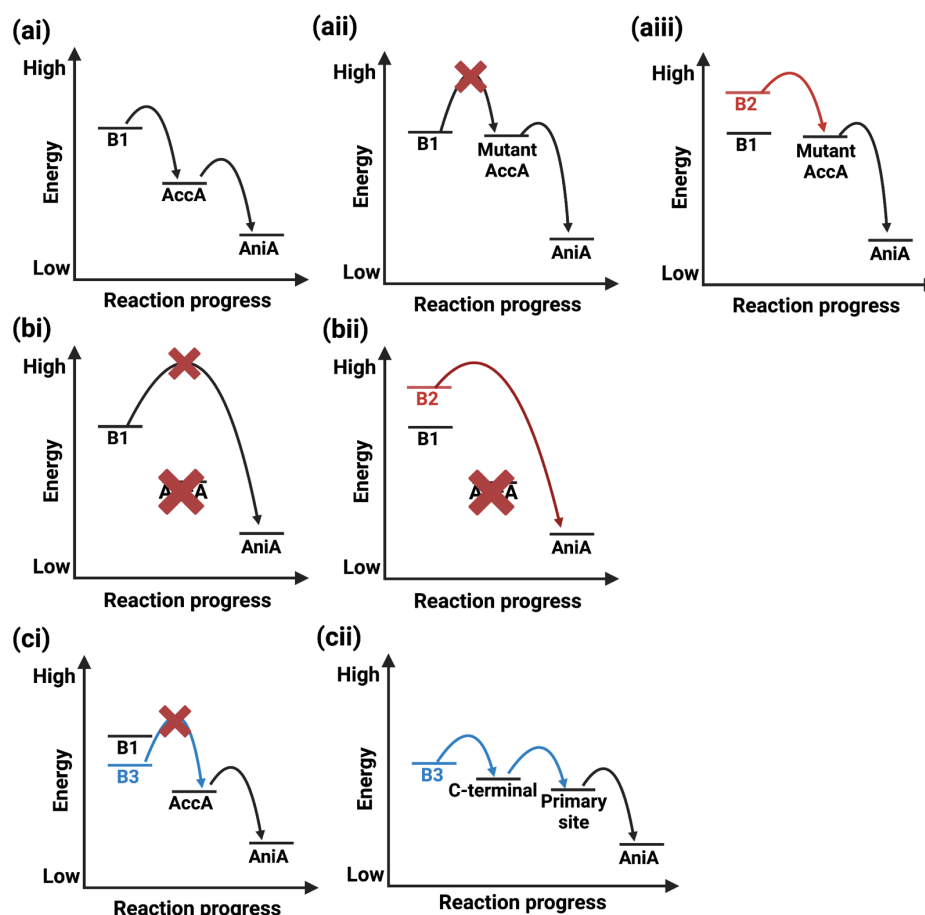 (ai)
High
Energy
Low
B1
AccA
AniA
Reaction progress
(aii)
High
Energy
Low
B1
Mutant
AccA
AniA
Reaction progress
(aiii)
High
Energy
Low
B2
B1
Mutant
AccA
AniA
Reaction progress
(bi)
High
Energy
Low
B1
AniA
Reaction progress
(bii)
High
Energy
Low
B2
B1
AniA
Reaction progress
(ci)
High
Energy
Low
B1
B3
AccA
AniA
Reaction progress
(cii)
High
Energy
Low
B3
C-terminal
Primary
site
AniA
Reaction progress